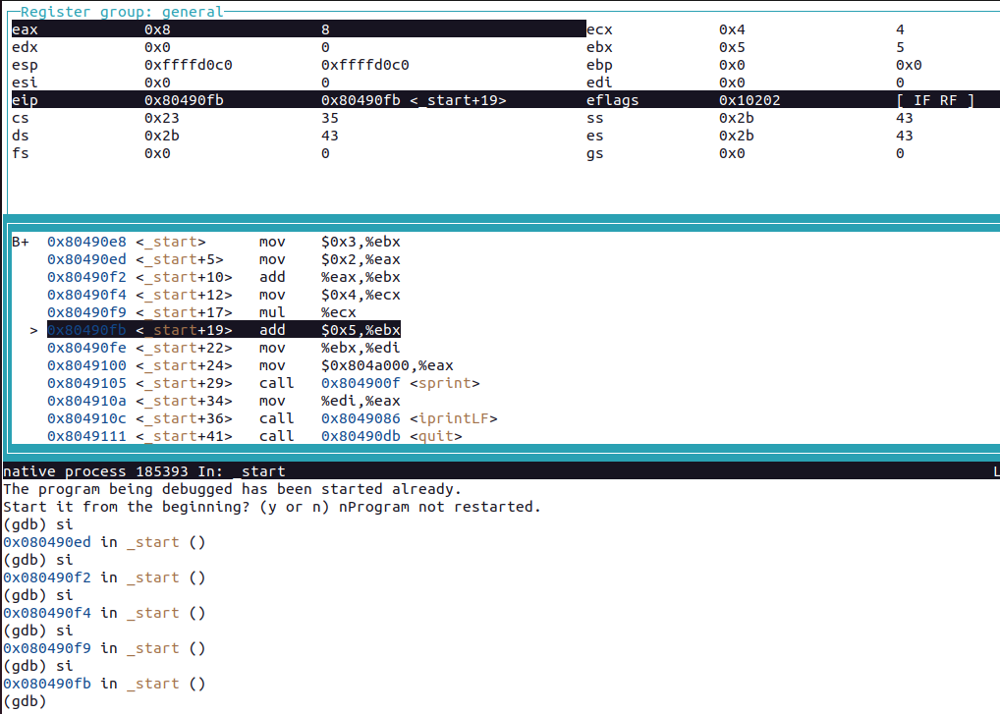 Register group: general
eax 0x8 8 ecx 0x4 4
edx 0x0 0 ebx 0x5 5
esp 0xffffd0c0 0xffffd0c0 ebp 0x0 0x0
esi 0x0 0 edi 0x0 0
eip 0x80490fb 0x80490fb <_start+19> eflags 0x10202 [ IF RF ]
cs 0x23 35 ss 0x2b 43
ds 0x2b 43 es 0x2b 43
fs 0x0 0 gs 0x0 0
B+ 0x80490e8 <_start> mov $0x3,%ebx
0x80490ed <_start+5> mov $0x2,%eax
0x80490f2 <_start+10> add %eax,%ebx
0x80490f4 <_start+12> mov $0x4,%ecx
0x80490f9 <_start+17> mul %ecx
> 0x80490fb <_start+19> add $0x5,%ebx
0x80490fe <_start+22> mov %ebx,%edi
0x8049100 <_start+24> mov $0x804a000,%eax
0x8049105 <_start+29> call 0x804900f <sprint>
0x804910a <_start+34> mov %edi,%eax
0x804910c <_start+36> call 0x8049086 <iprintLF>
0x8049111 <_start+41> call 0x80490db <quit>
native process 185393 In: _start L
The program being debugged has been started already.
Start it from the beginning? (y or n) nProgram not restarted.
(gdb) si
0x080490ed in _start ()
(gdb) si
0x080490f2 in _start ()
(gdb) si
0x080490f4 in _start ()
(gdb) si
0x080490f9 in _start ()
(gdb) si
0x080490fb in _start ()
(gdb)